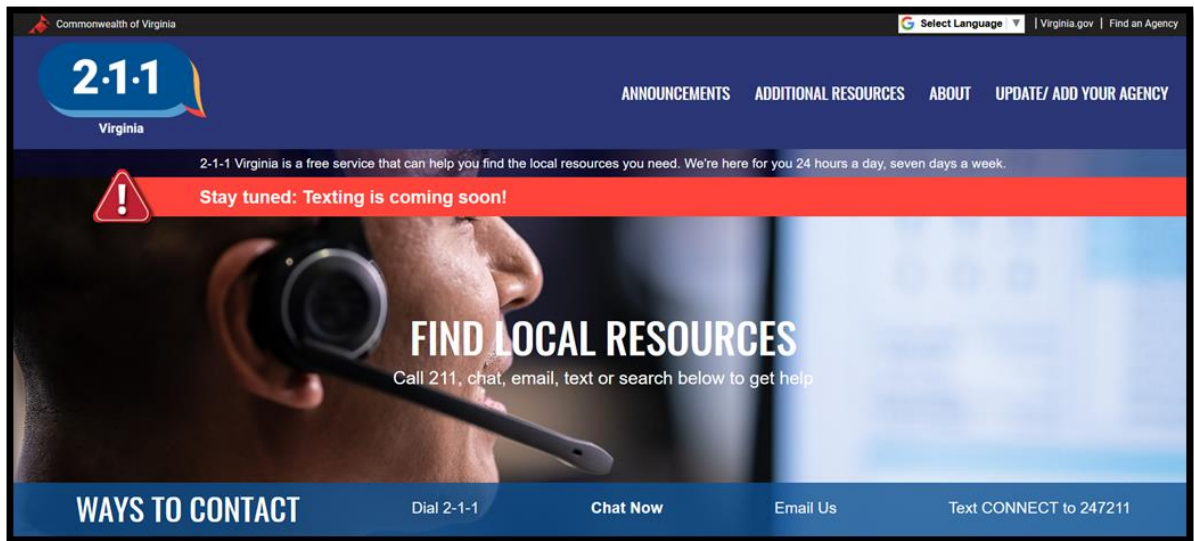 Commonwealth of Virginia
Select Language ▼ | Virginia.gov | Find an Agency
2·1·1
Virginia
ANNOUNCEMENTS ADDITIONAL RESOURCES ABOUT UPDATE/ ADD YOUR AGENCY
2-1-1 Virginia is a free service that can help you find the local resources you need. We're here for you 24 hours a day, seven days a week.
Stay tuned: Texting is coming soon!
FIND LOCAL RESOURCES
Call 211, chat, email, text or search below to get help
WAYS TO CONTACT Dial 2-1-1 Chat Now Email Us Text CONNECT to 247211